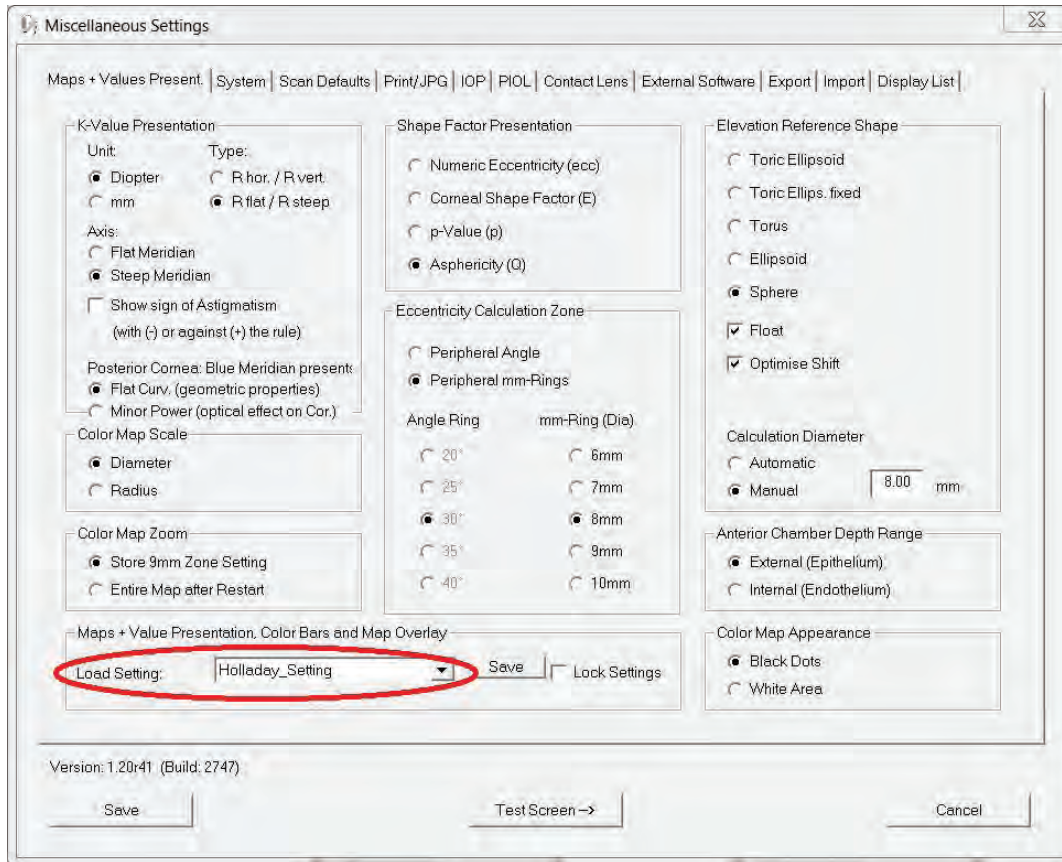 Miscellaneous Settings
Maps + Values Present. System Scan Defaults Print/JPG IOP PIOL Contact Lens External Software Export Import Display List
K-Value Presentation
Unit: Type:
Diopter R hor. / R vert.
mm R flat / R steep
Axis:
Flat Meridian
Steep Meridian
Show sign of Astigmatism
(with (-) or against (+) the rule)
Posterior Cornea: Blue Meridian presents
Flat Curv. (geometric properties)
Minor Power (optical effect on Cor.)
Color Map Scale
Diameter
Radius
Color Map Zoom
Store 9mm Zone Setting
Entire Map after Restart
Shape Factor Presentation
Numeric Eccentricity (ecc)
Corneal Shape Factor (E)
p-Value (p)
Asphericity (Q)
Eccentricity Calculation Zone
Peripheral Angle
Peripheral mm-Rings
Angle Ring mm-Ring (Dia)
20° 6mm
25° 7mm
30° 8mm
35° 9mm
40° 10mm
Elevation Reference Shape
Toric Ellipsoid
Toric Ellips. fixed
Torus
Ellipsoid
Sphere
Float
Optimise Shift
Calculation Diameter
Automatic
Manual 8.00 mm
Anterior Chamber Depth Range
External (Epithelium)
Internal (Endothelium)
Maps + Value Presentation, Color Bars and Map Overlay
Load Setting: Holladay_Setting Save Lock Settings
Color Map Appearance
Black Dots
White Area
Version: 1.20r41 (Build: 2747)
Save Test Screen --> Cancel